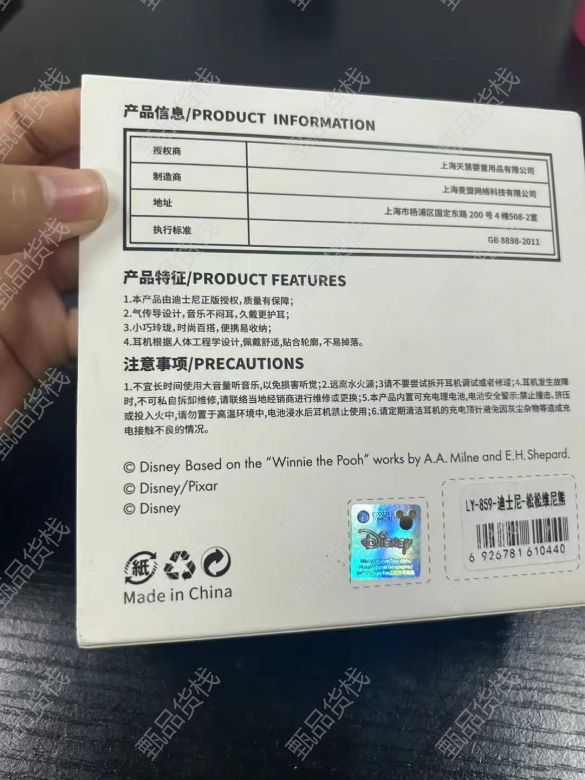 产品信息/PRODUCT INFORMATION
授权商 上海天慧婴童用品有限公司
制造商 上海麦盟网络科技有限公司
地址 上海市杨浦区国定东路 200 号 4 幢508-2室
执行标准 GB 8898-2011
产品特征/PRODUCT FEATURES
1.本产品由迪士尼正版授权,质量有保障;
2.气传导设计,音乐不闷耳,久戴更护耳;
3.小巧玲珑,时尚百搭,便携易收纳;
4.耳机根据人体工程学设计,佩戴舒适,贴合轮廓,不易掉落。
注意事项/PRECAUTIONS
1.不宜长时间使用大音量听音乐,以免损害听觉;2.远离水火源;3请不要尝试拆开耳机调试或者修理;4.耳机发生故障
时,不可私自拆卸维修,请联络当地经销商进行维修或更换;5.本产品内置可充电理电池,电池安全警示:禁止撞击、挤压
或投入火中,请勿置于高温环境中,电池浸水后耳机禁止使用;6.请定期清洁耳机的充电顶针避免因灰尘杂物等造成充
电接触不良的情况。
© Disney Based on the “Winnie the Pooh” works by A.A. Milne and E.H. Shepard.
© Disney/Pixar
© Disney
LY-859-迪士尼-松松维尼熊
6 926781 610440
Disney
紙
Made in China
甄品货栈